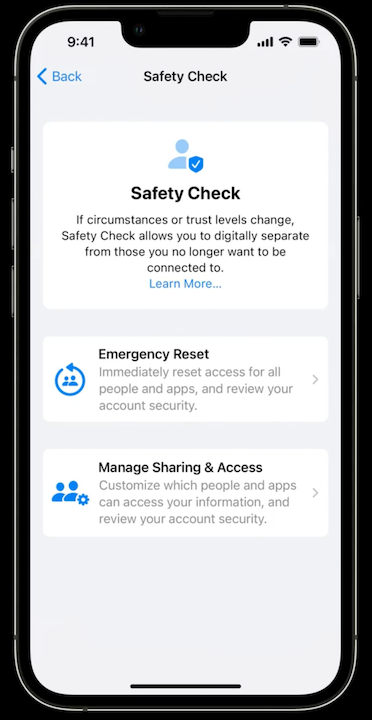 9:41
Back
Safety Check
Safety Check
If circumstances or trust levels change,
Safety Check allows you to digitally separate
from those you no longer want to be
connected to.
Learn More...
Emergency Reset
Immediately reset access for all
people and apps, and review your
account security.
Manage Sharing & Access
Customize which people and apps
can access your information, and
review your account security.